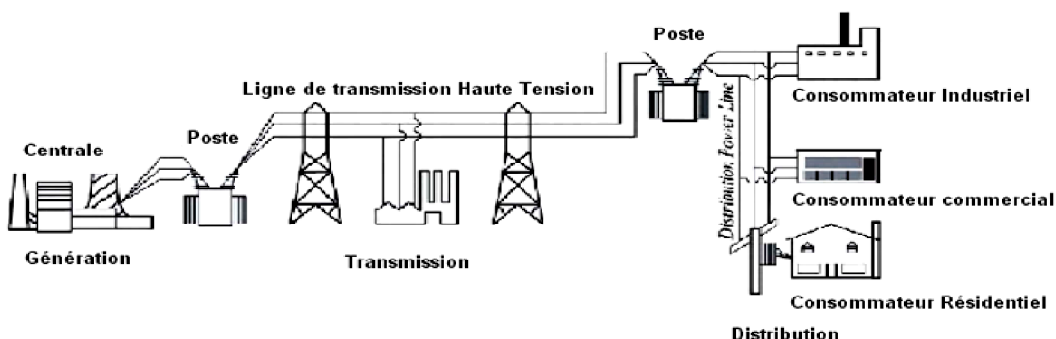 Poste
Ligne de transmission Haute Tension
Consommateur Industriel
Poste
Centrale
Distribution Power Line
Consommateur commercial
Génération
Transmission
Consommateur Résidentiel
Distribution